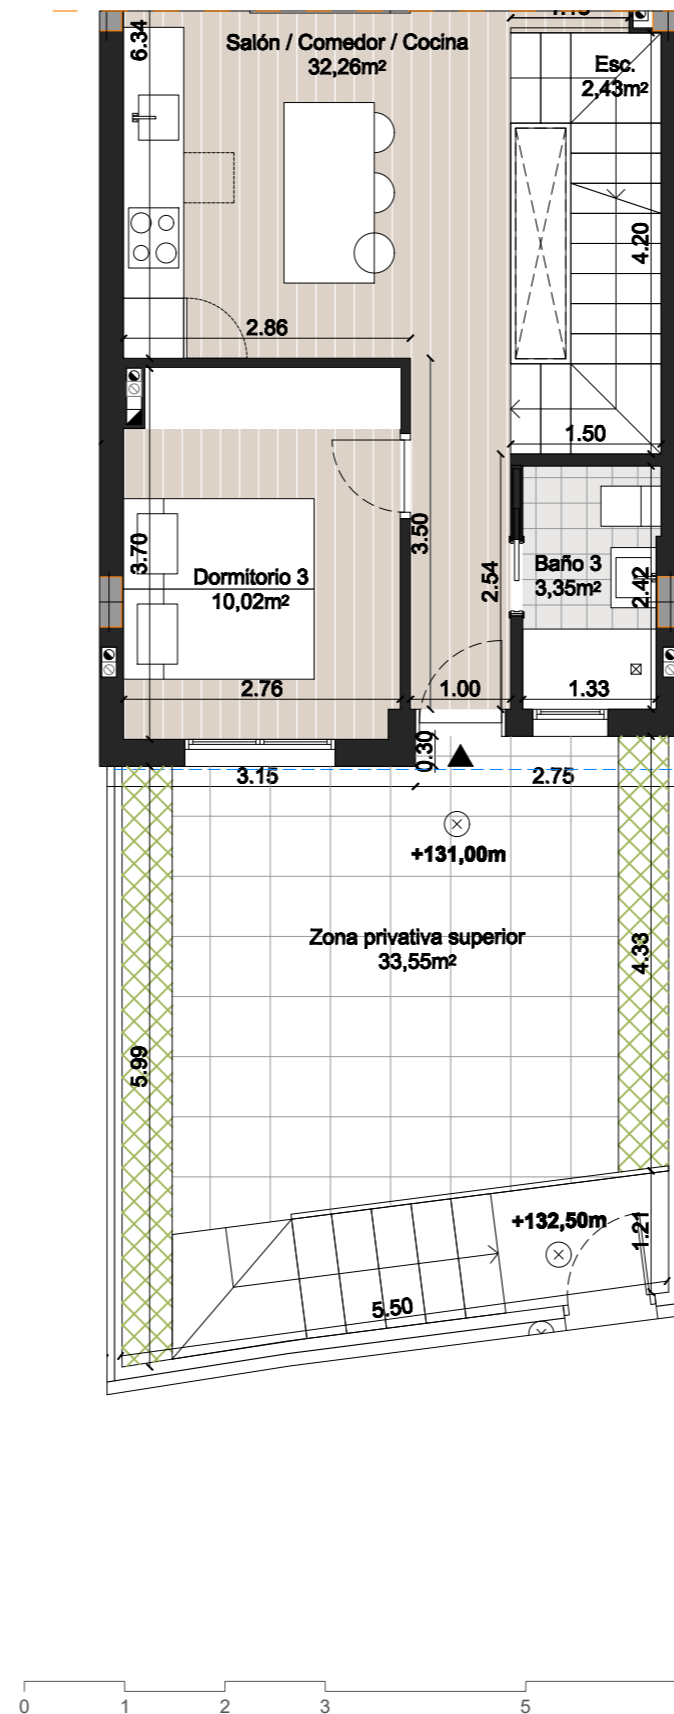 6.34
Salón / Comedor / Cocina
32,26m²
Esc.
2,43m²
4.20
2.86
1.50
3.70
3.50
2.54
Dormitorio 3
10,02m²
Baño 3
3,35m²
2.42
2.76
1.00
1.33
0.30
3.15
2.75
+131,00m
Zona privativa superior
33,55m²
4.33
5.99
+132,50m
1.21
5.50
0 1 2 3 5